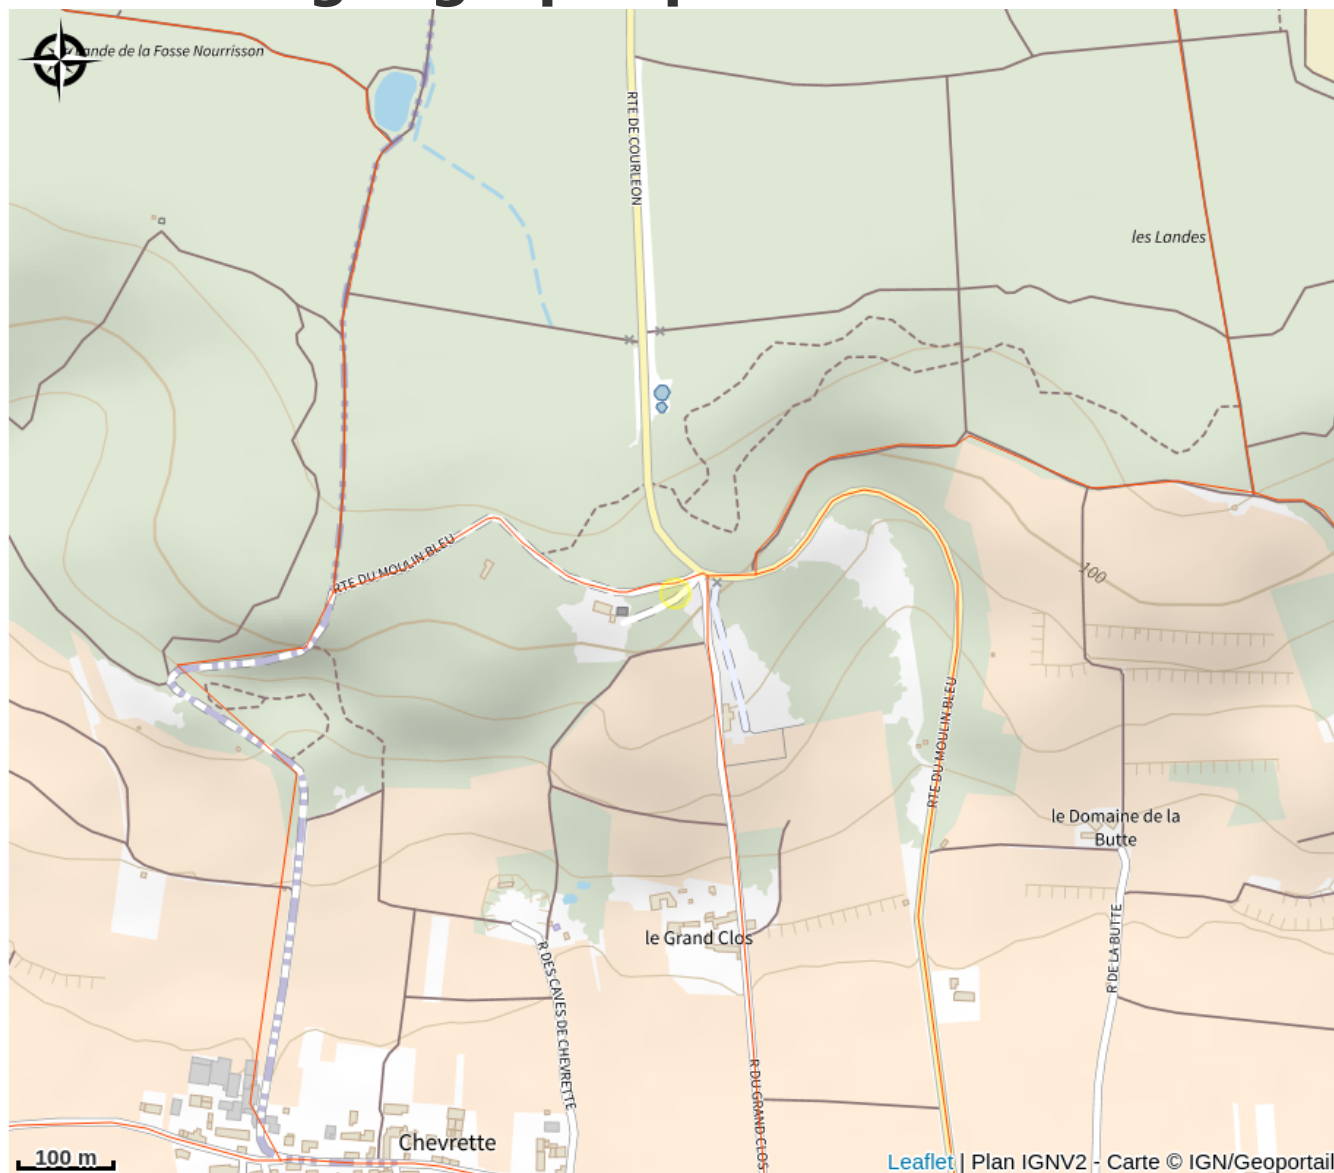 Lande de la Fosse Nourrisson
RTE DE COURLEON
les Landes
RTE DU MOULIN BLEU
100
RTE DU MOULIN BLEU
le Domaine de la
Butte
le Grand Clos
R DES CAVES DE CHEVRETTE
R DE LA BUTTE
R DU GRAND CLOS
Chevrette
100 m
Leaflet | Plan IGNV2 - Carte © IGN/Geoportail